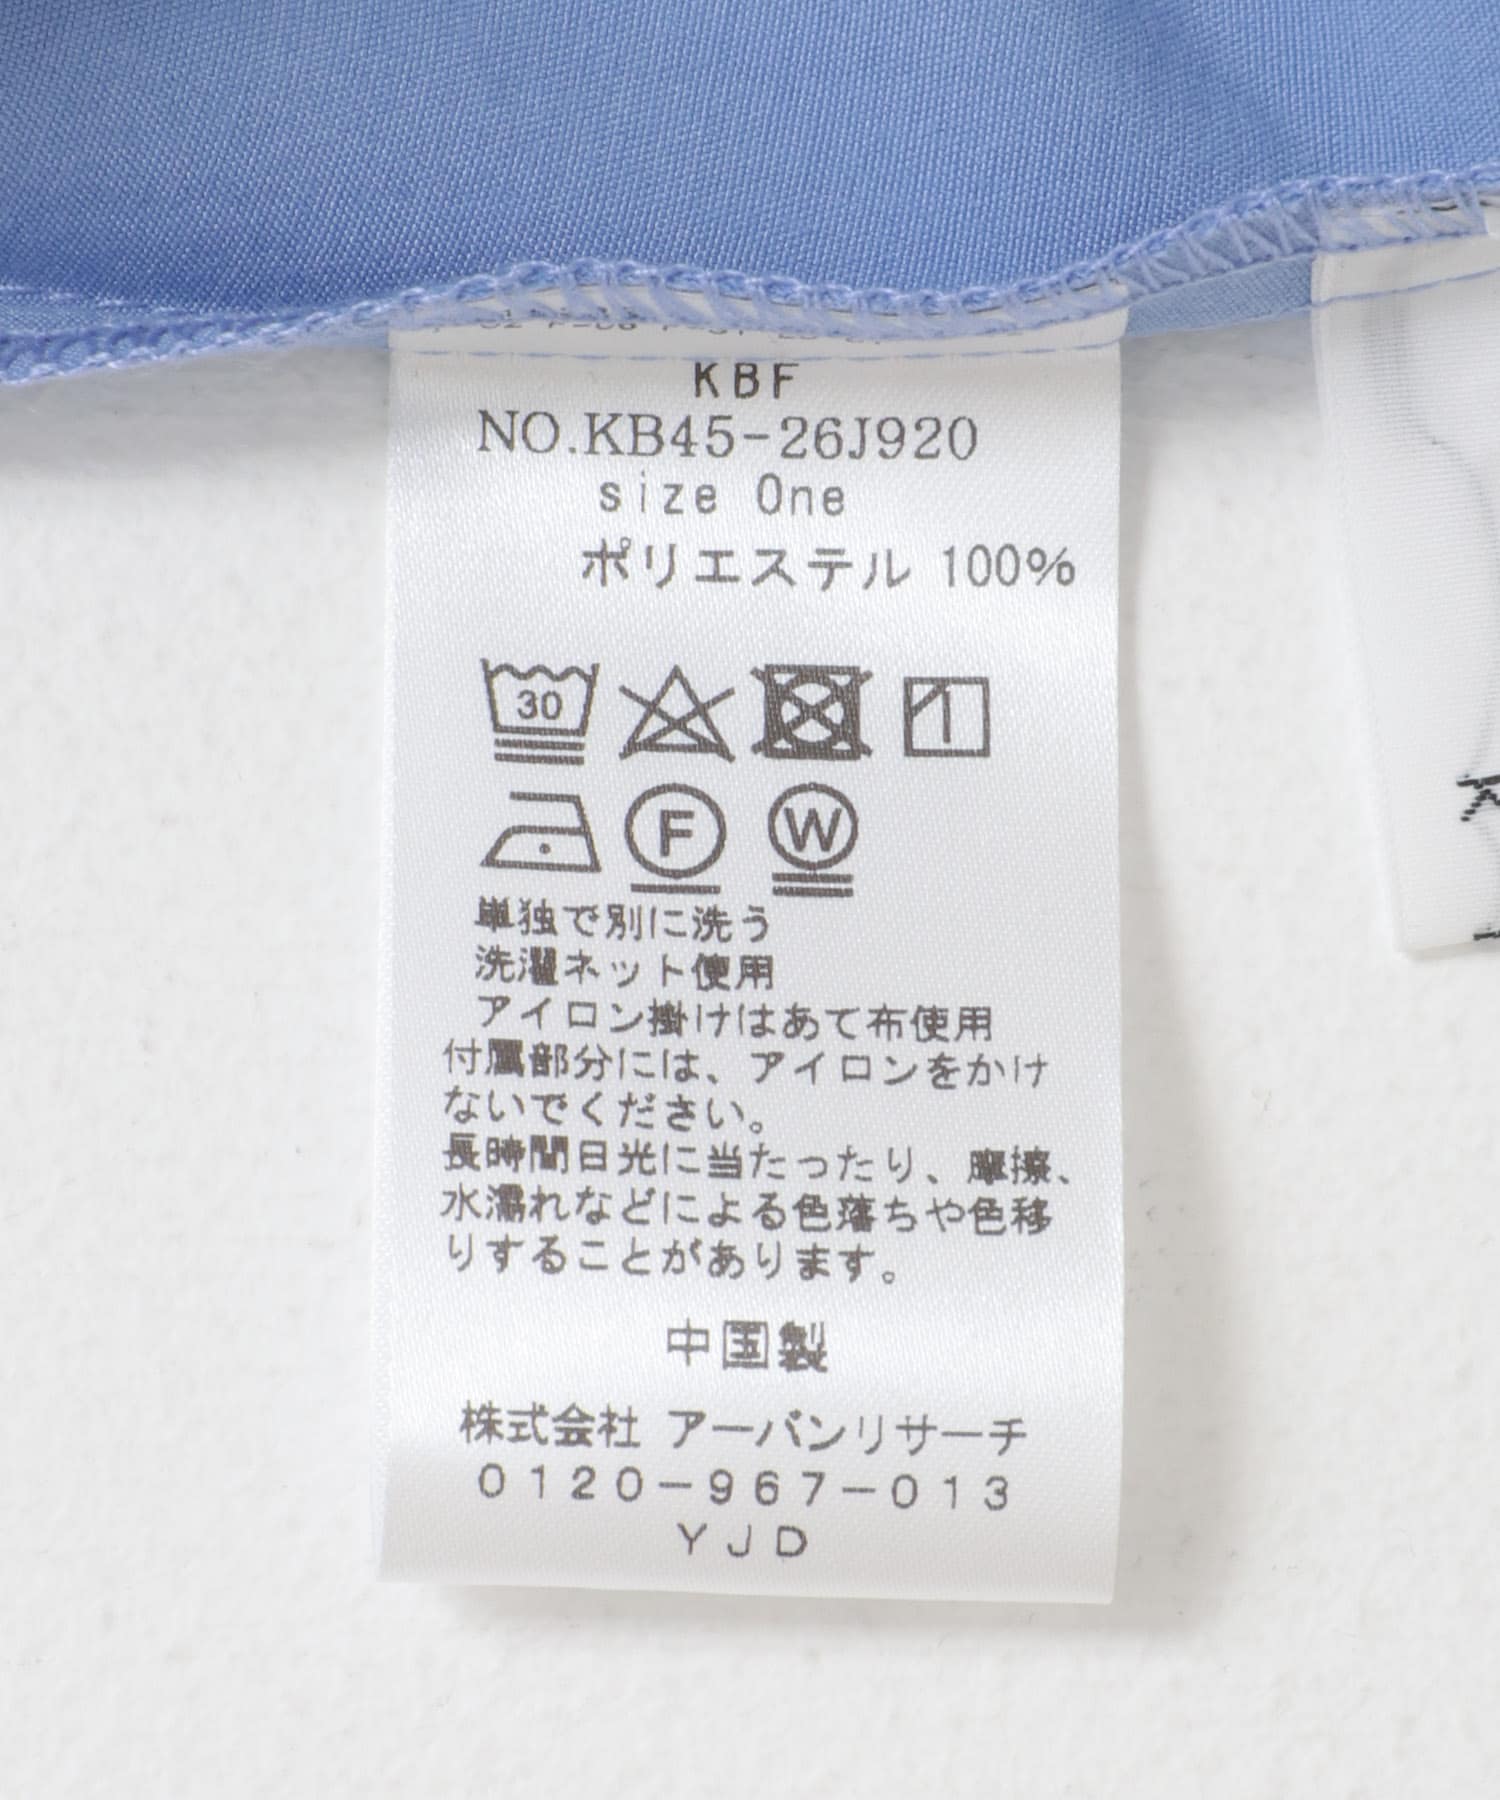 KBF
NO.KB45-26J920
size One
ポリエステル 100%
30
F W
単独で別に洗う
洗濯ネット使用
アイロン掛けはあて布使用
付属部分には、アイロンをかけ
ないでください。
長時間日光に当たったり、摩擦、
水濡れなどによる色落ちや色移
りすることがあります。
中国製
株式会社 アーバンリサーチ
0120-967-013
YJD